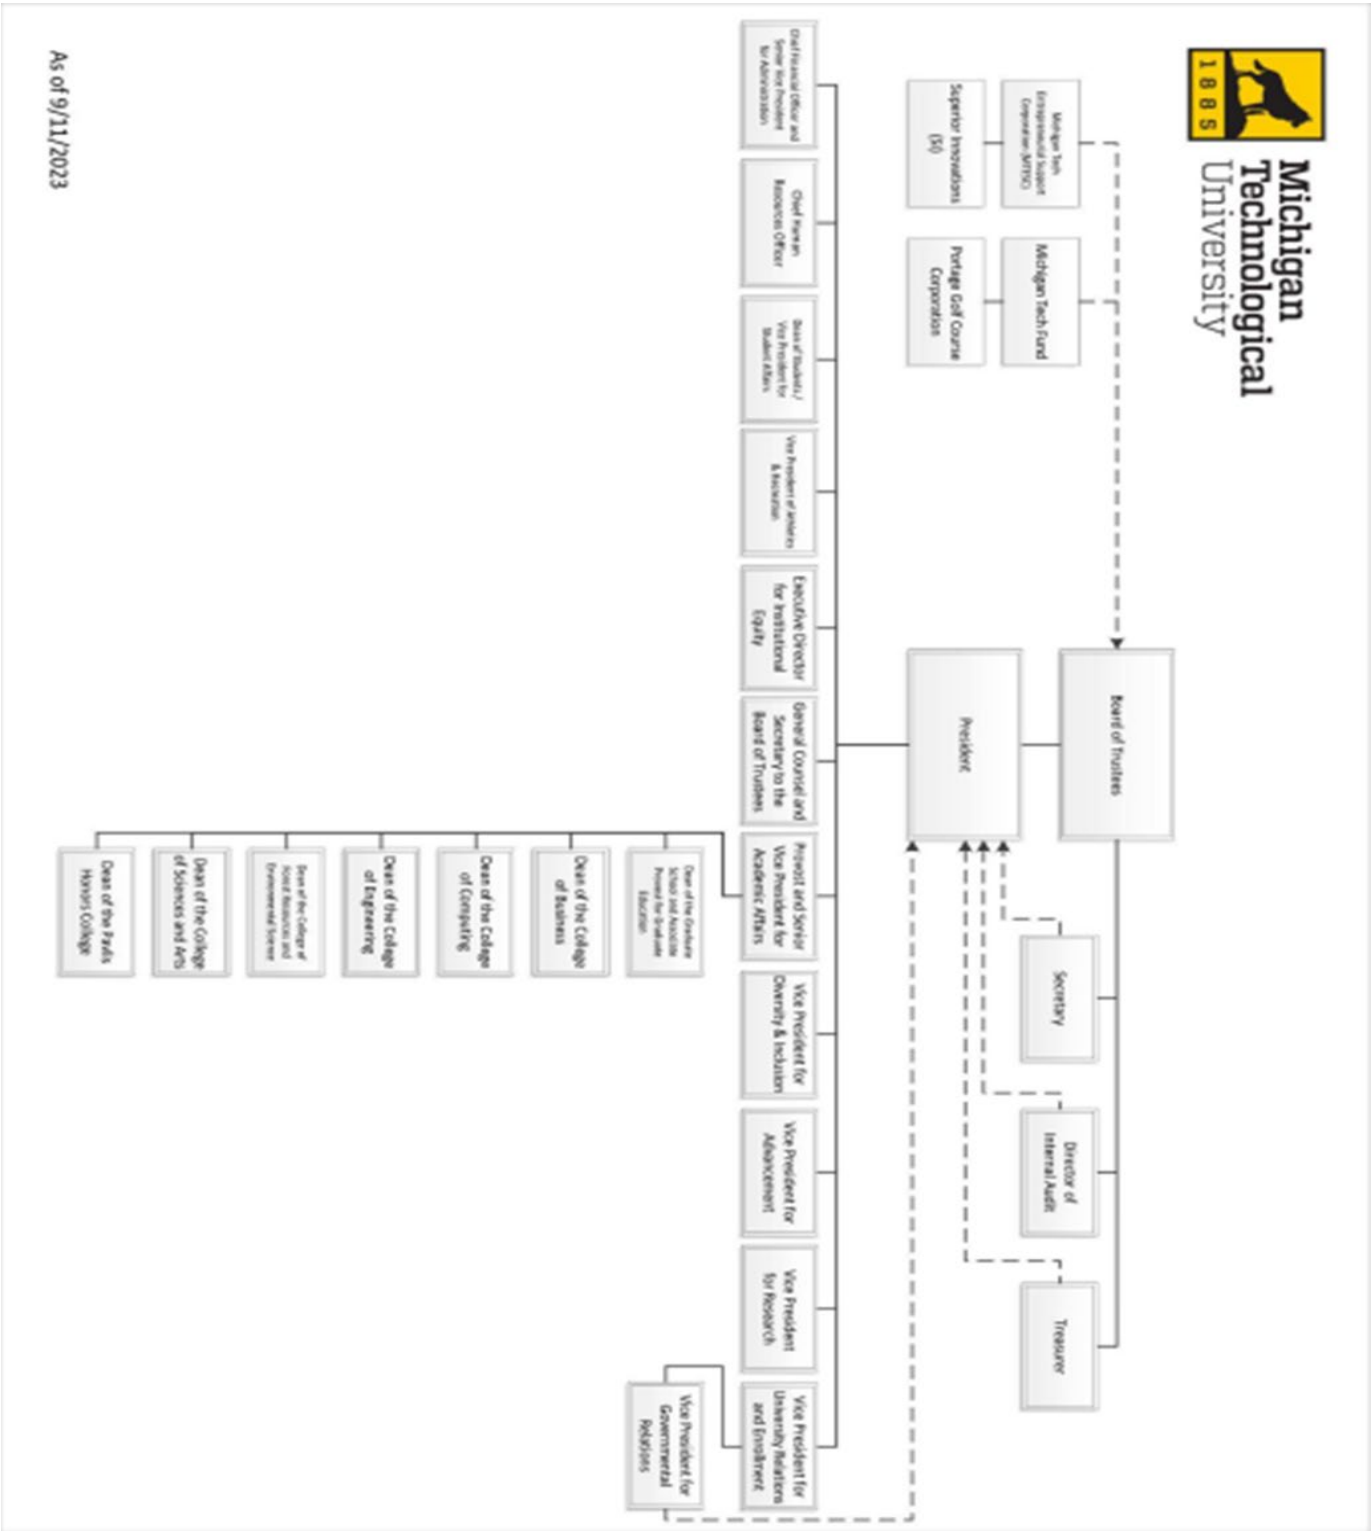 1885
Michigan
Technological
University
Board of Trustees
President
Michigan Tech
Entrepreneurial Support
Corporation (MTESC)
Michigan Tech Fund
Superior Innovations
(SI)
Portage Golf Course
Corporation
Secretary
Director of
Internal Audit
Treasurer
Chief Financial Officer and
Senior Vice President
for Administration
Chief Human
Resources Officer
Dean of Students /
Vice President for
Student Affairs
Vice President of Athletics
& Recreation
Executive Director
for Institutional
Equity
General Counsel and
Secretary to the
Board of Trustees
Provost and Senior
Vice President for
Academic Affairs
Vice President for
Diversity & Inclusion
Vice President for
Advancement
Vice President
for Research
Vice President for
University Relations
and Enrollment
Dean of the Graduate
School and Associate
Provost for Graduate
Education
Vice President for
Governmental
Relations
Dean of the College
of Business
Dean of the College
of Computing
Dean of the College
of Engineering
Dean of the College of
Forest Resources and
Environmental Science
Dean of the College
of Sciences and Arts
Dean of the Pavlis
Honors College
As of 9/11/2023